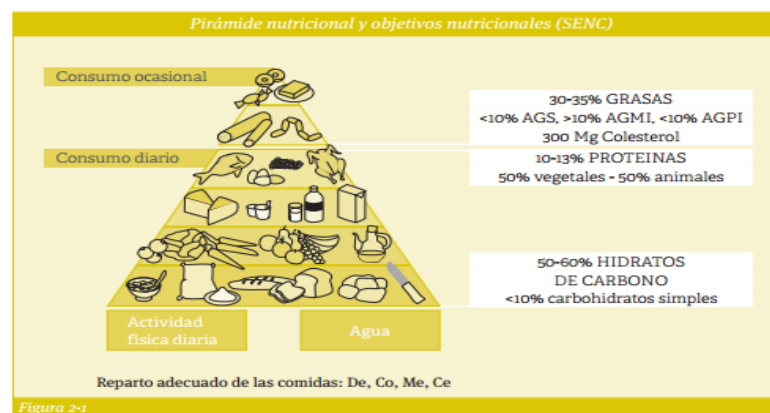 Pirámide nutricional y objetivos nutricionales (SENC)
Consumo ocasional
30-35% GRASAS
<10% AGS, >10% AGMI, <10% AGPI
300 Mg Colesterol
Consumo diario
10-13% PROTEINAS
50% vegetales - 50% animales
50-60% HIDRATOS
DE CARBONO
<10% carbohidratos simples
Actividad
física diaria
Agua
Reparto adecuado de las comidas: De, Co, Me, Ce
Figura 2-1